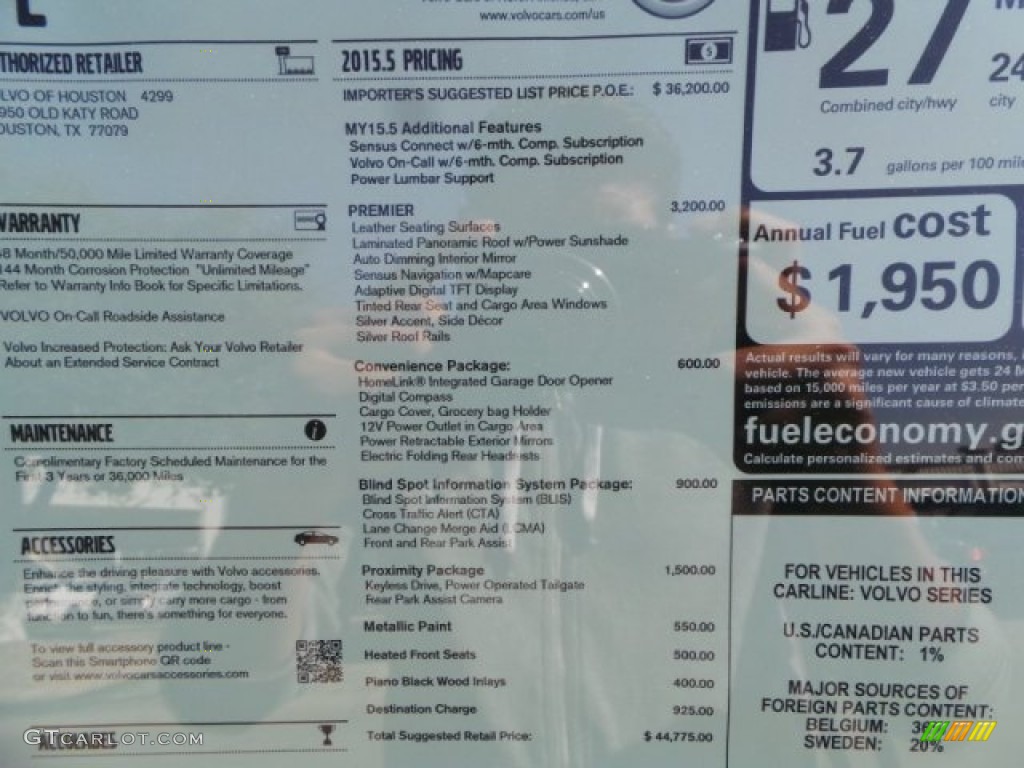 www.volvocars.com/us
THORIZED RETAILER
LVO OF HOUSTON 4299
950 OLD KATY ROAD
OUSTON, TX 77079
WARRANTY
48 Month/50,000 Mile Limited Warranty Coverage
144 Month Corrosion Protection "Unlimited Mileage"
Refer to Warranty Info Book for Specific Limitations.
VOLVO On-Call Roadside Assistance
Volvo Increased Protection: Ask Your Volvo Retailer
About an Extended Service Contract
MAINTENANCE
Complimentary Factory Scheduled Maintenance for the
First 3 Years or 36,000 Miles
ACCESSORIES
Enhance the driving pleasure with Volvo accessories.
Enrich the styling, integrate technology, boost
performance, or simply carry more cargo - from
function to fun, there's something for everyone.
To view full accessory product line -
Scan this Smartphone QR code
or visit www.volvocarsaccessories.com
GTCarLot.com
2015.5 PRICING
IMPORTER'S SUGGESTED LIST PRICE P.O.E.: $ 36,200.00
MY15.5 Additional Features
Sensus Connect w/6-mth. Comp. Subscription
Volvo On-Call w/6-mth. Comp. Subscription
Power Lumbar Support
PREMIER 3,200.00
Leather Seating Surfaces
Laminated Panoramic Roof w/Power Sunshade
Auto Dimming Interior Mirror
Sensus Navigation w/Mapcare
Adaptive Digital TFT Display
Tinted Rear Seat and Cargo Area Windows
Silver Accent, Side Décor
Silver Roof Rails
Convenience Package: 600.00
HomeLink® Integrated Garage Door Opener
Digital Compass
Cargo Cover, Grocery bag Holder
12V Power Outlet in Cargo Area
Power Retractable Exterior Mirrors
Electric Folding Rear Headrests
Blind Spot Information System Package: 900.00
Blind Spot Information System (BLIS)
Cross Traffic Alert (CTA)
Lane Change Merge Aid (LCMA)
Front and Rear Park Assist
Proximity Package 1,500.00
Keyless Drive, Power Operated Tailgate
Rear Park Assist Camera
Metallic Paint 550.00
Heated Front Seats 500.00
Piano Black Wood Inlays 400.00
Destination Charge 925.00
Total Suggested Retail Price: $ 44,775.00
27
24
Combined city/hwy city
3.7 gallons per 100 mile
Annual Fuel cost
$1,950
Actual results will vary for many reasons,
vehicle. The average new vehicle gets 24 M
based on 15,000 miles per year at $3.50 per
emissions are a significant cause of climate
fueleconomy.g
Calculate personalized estimates and com
PARTS CONTENT INFORMATION
FOR VEHICLES IN THIS
CARLINE: VOLVO SERIES
U.S./CANADIAN PARTS
CONTENT: 1%
MAJOR SOURCES OF
FOREIGN PARTS CONTENT:
BELGIUM:
SWEDEN: 20%